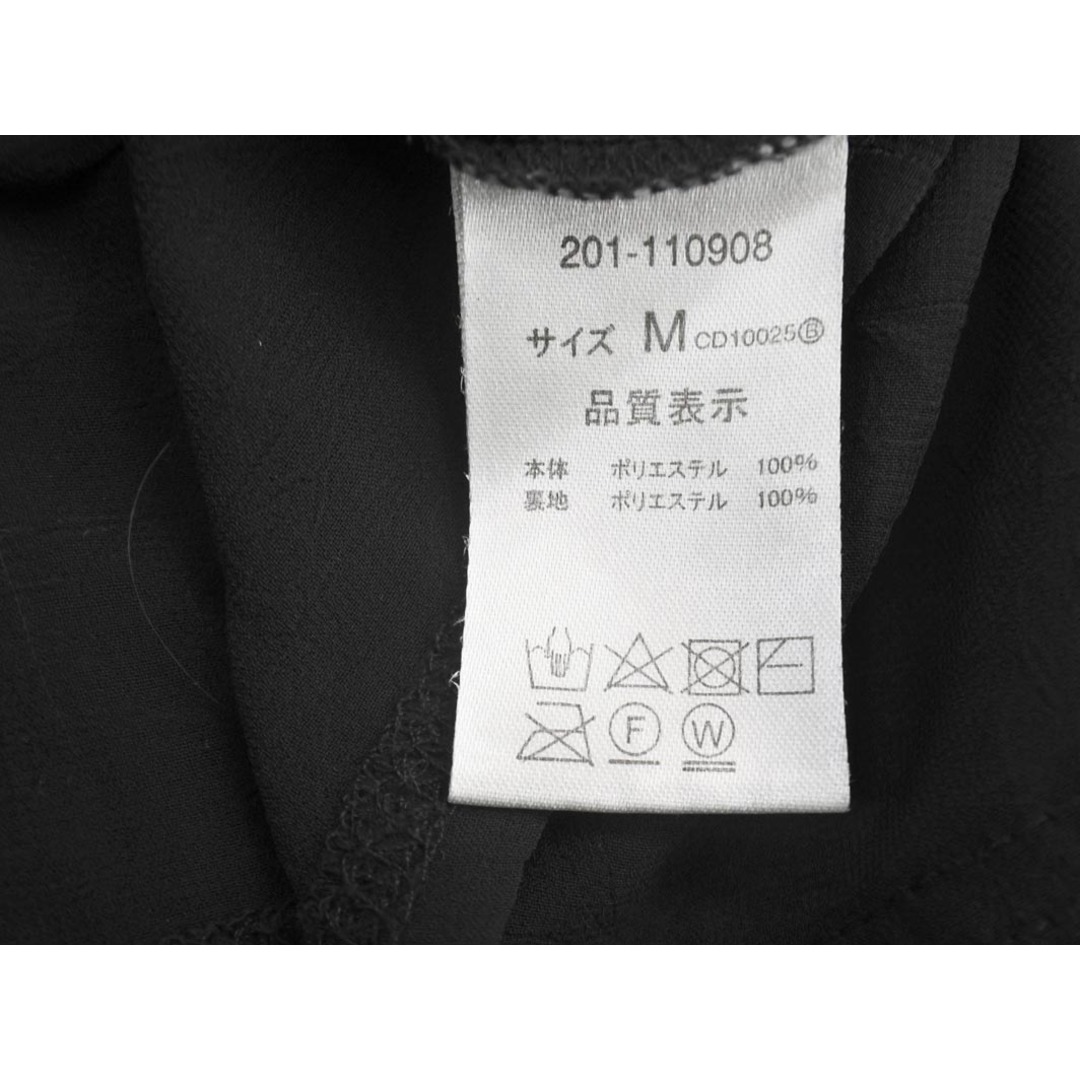 201-110908
サイズ M CD10025Ⓑ
品質表示
本体 ポリエステル 100%
裏地 ポリエステル 100%
F W